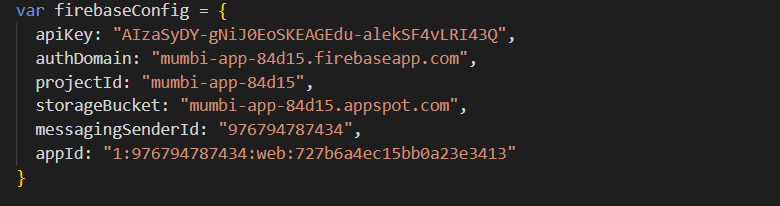 var firebaseConfig = {
apiKey: "AIzaSyDY-gNiJ0EoSKEAGEdu-alekSF4vLRI43Q",
authDomain: "mumbi-app-84d15.firebaseapp.com",
projectId: "mumbi-app-84d15",
storageBucket: "mumbi-app-84d15.appspot.com",
messagingSenderId: "976794787434",
appId: "1:976794787434:web:727b6a4ec15bb0a23e3413"
}